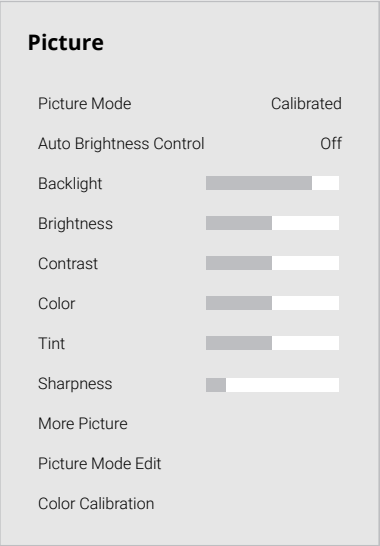 Picture
Picture Mode Calibrated
Auto Brightness Control Off
Backlight
Brightness
Contrast
Color
Tint
Sharpness
More Picture
Picture Mode Edit
Color Calibration